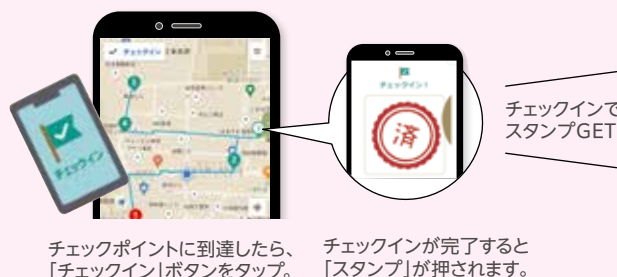 チェックイン
チェックイン
チェックイン！
済
チェックインで
スタンプGET
チェックポイントに到達したら、
「チェックイン」ボタンをタップ。
チェックインが完了すると
「スタンプ」が押されます。